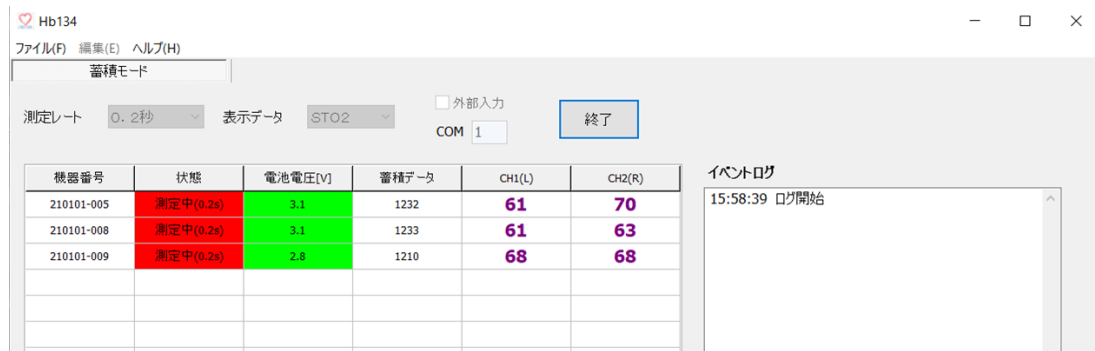 Hb134
ファイル(F) 編集(E) ヘルプ(H)
蓄積モード
測定レート 0.2秒 表示データ STO2 外部入力 COM 1 終了
機器番号 状態 電池電圧[V] 蓄積データ CH1(L) CH2(R)
210101-005 測定中(0.2s) 3.1 1232 61 70
210101-008 測定中(0.2s) 3.1 1233 61 63
210101-009 測定中(0.2s) 2.8 1210 68 68
イベントログ
15:58:39 ログ開始